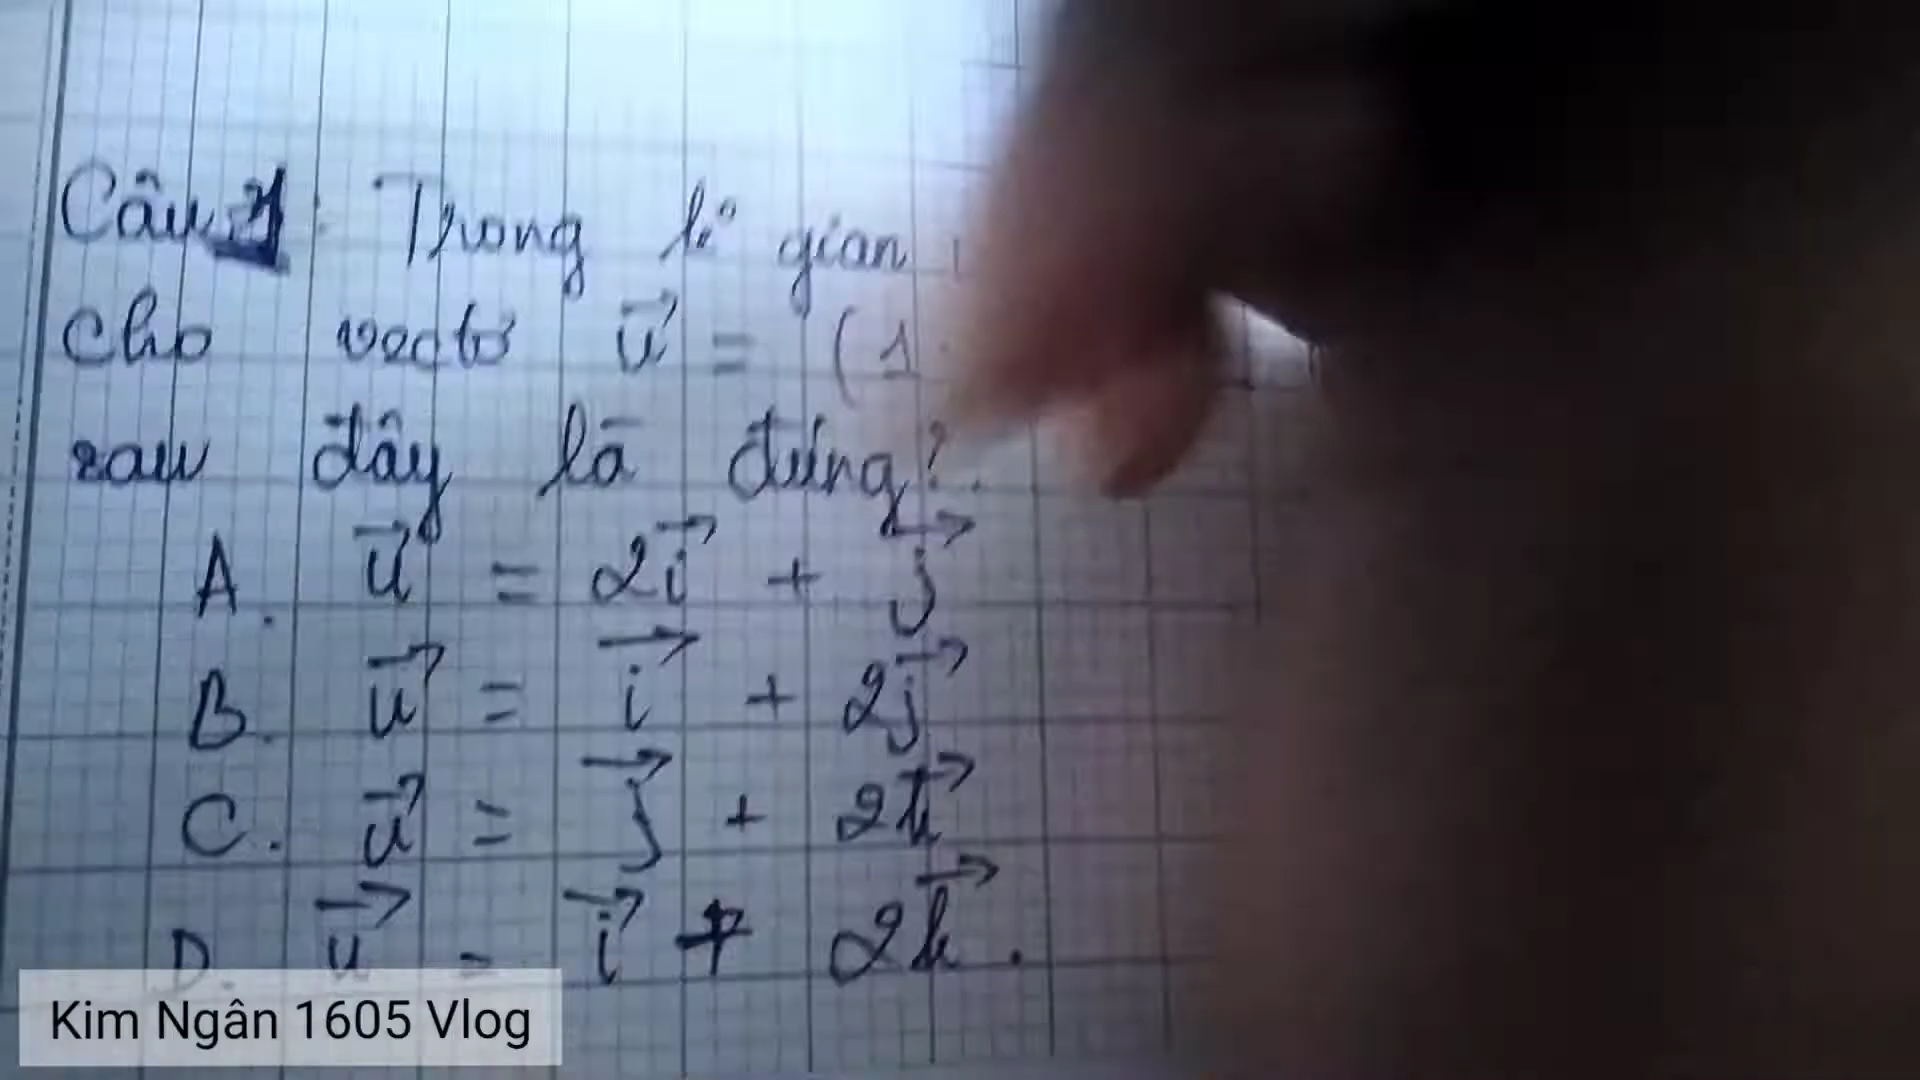 Câu 1: Trong k° gian
cho vectơ u⃗ = (1
sau đây là đúng?
A. u⃗ = 2i⃗ + j⃗
B. u⃗ = i⃗ + 2j⃗
C. u⃗ = j⃗ + 2k⃗
D. u⃗ = i⃗ + 2k⃗.
Kim Ngân 1605 Vlog